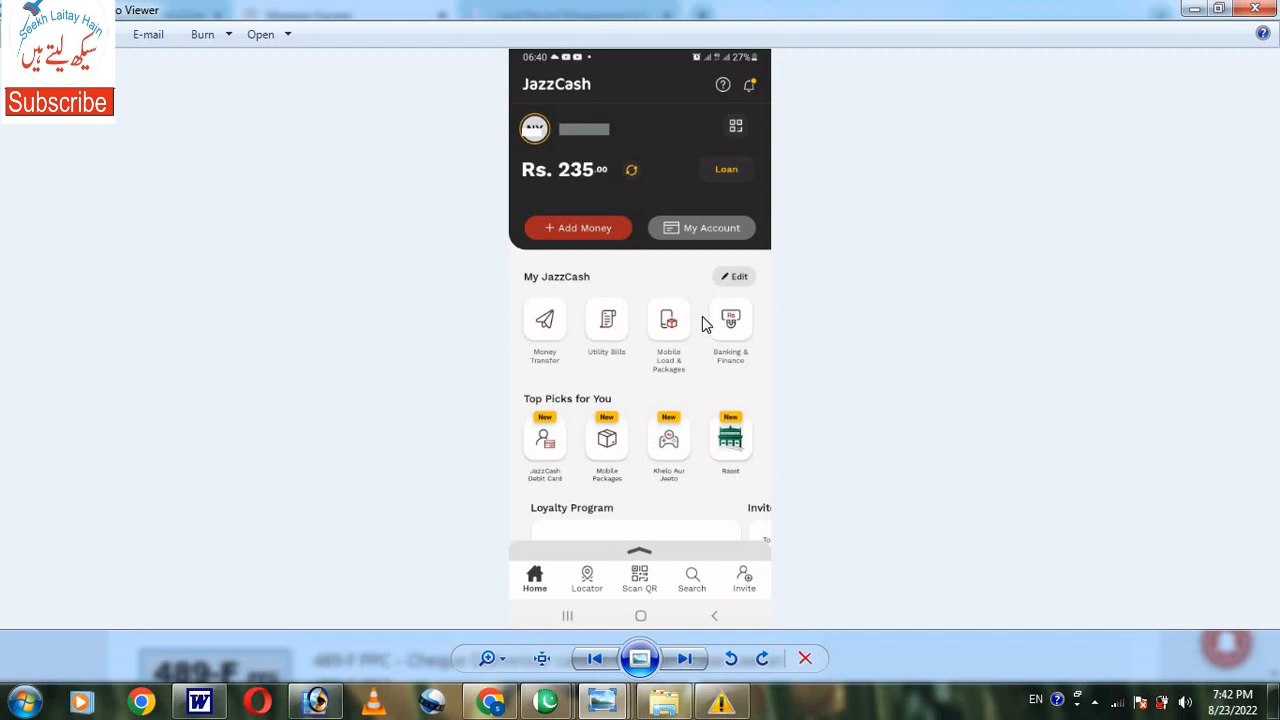 Seekh Laitay Hain
سیکھ لیتے ہیں
Subscribe
o Viewer
E-mail
Burn
Open
06:40
27%
JazzCash
Rs. 235.00
Loan
+ Add Money
My Account
My JazzCash
Edit
Money
Transfer
Utility Bills
Mobile
Load &
Packages
Rs
Banking &
Finance
Top Picks for You
New
New
New
New
JazzCash
Debit Card
Mobile
Packages
Khelo Aur
Jeeto
Raast
Loyalty Program
Invit
To
Home
Locator
Scan QR
Search
Invite
EN
7:42 PM
8/23/2022